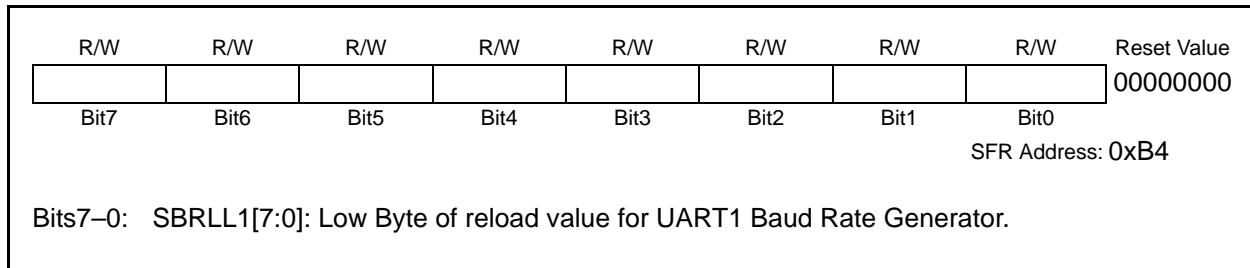 R/W R/W R/W R/W R/W R/W R/W R/W Reset Value
00000000
Bit7 Bit6 Bit5 Bit4 Bit3 Bit2 Bit1 Bit0
SFR Address: 0xB4
Bits7–0: SBRLL1[7:0]: Low Byte of reload value for UART1 Baud Rate Generator.